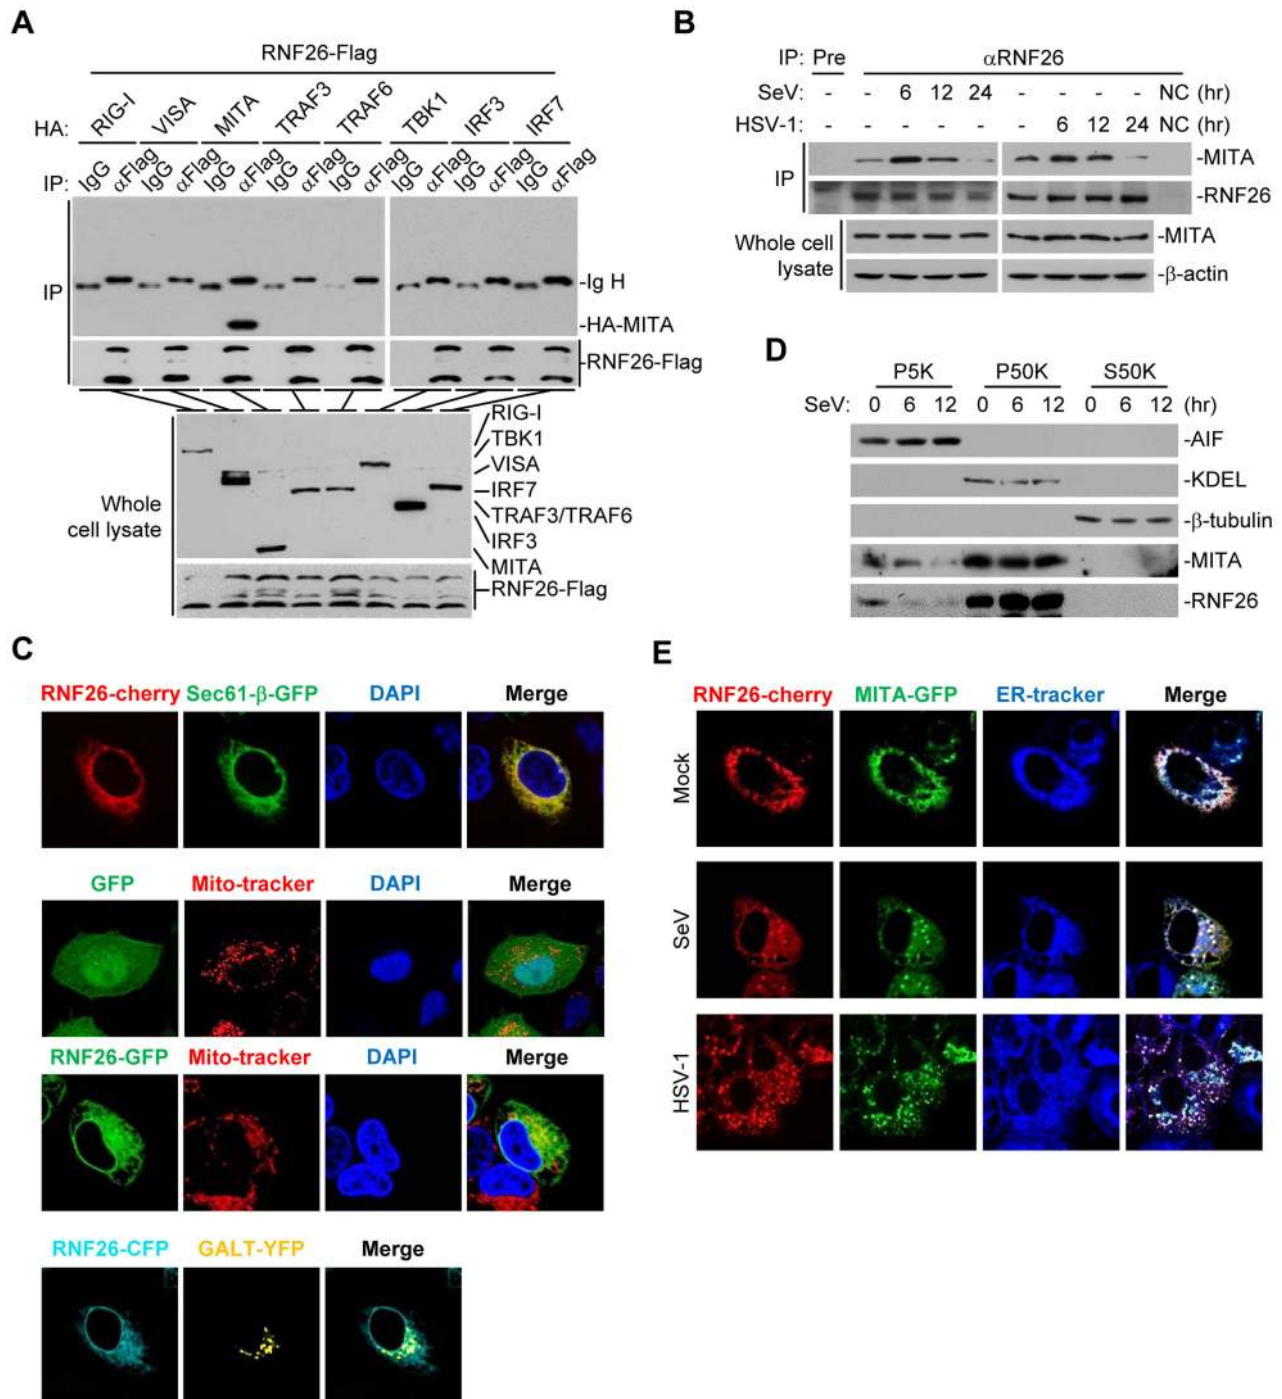 A
RNF26-Flag
HA: RIG-I VISA MITA TRAF3 TRAF6 TBK1 IRF3 IRF7
IP: IgG αFlag IgG αFlag IgG αFlag IgG αFlag IgG αFlag IgG αFlag IgG αFlag IgG αFlag
IP
-Ig H
-HA-MITA
-RNF26-Flag
RIG-I
TBK1
VISA
IRF7
TRAF3/TRAF6
IRF3
MITA
-RNF26-Flag
Whole
cell lysate
B
IP: Pre αRNF26
SeV: - - 6 12 24 - - - - NC (hr)
HSV-1: - - - - - - 6 12 24 NC (hr)
IP
-MITA
-RNF26
Whole cell
lysate
-MITA
-β-actin
D
P5K P50K S50K
SeV: 0 6 12 0 6 12 0 6 12 (hr)
-AIF
-KDEL
-β-tubulin
-MITA
-RNF26
C
RNF26-cherry Sec61-β-GFP DAPI Merge
GFP Mito-tracker DAPI Merge
RNF26-GFP Mito-tracker DAPI Merge
RNF26-CFP GALT-YFP Merge
E
RNF26-cherry MITA-GFP ER-tracker Merge
Mock
SeV
HSV-1